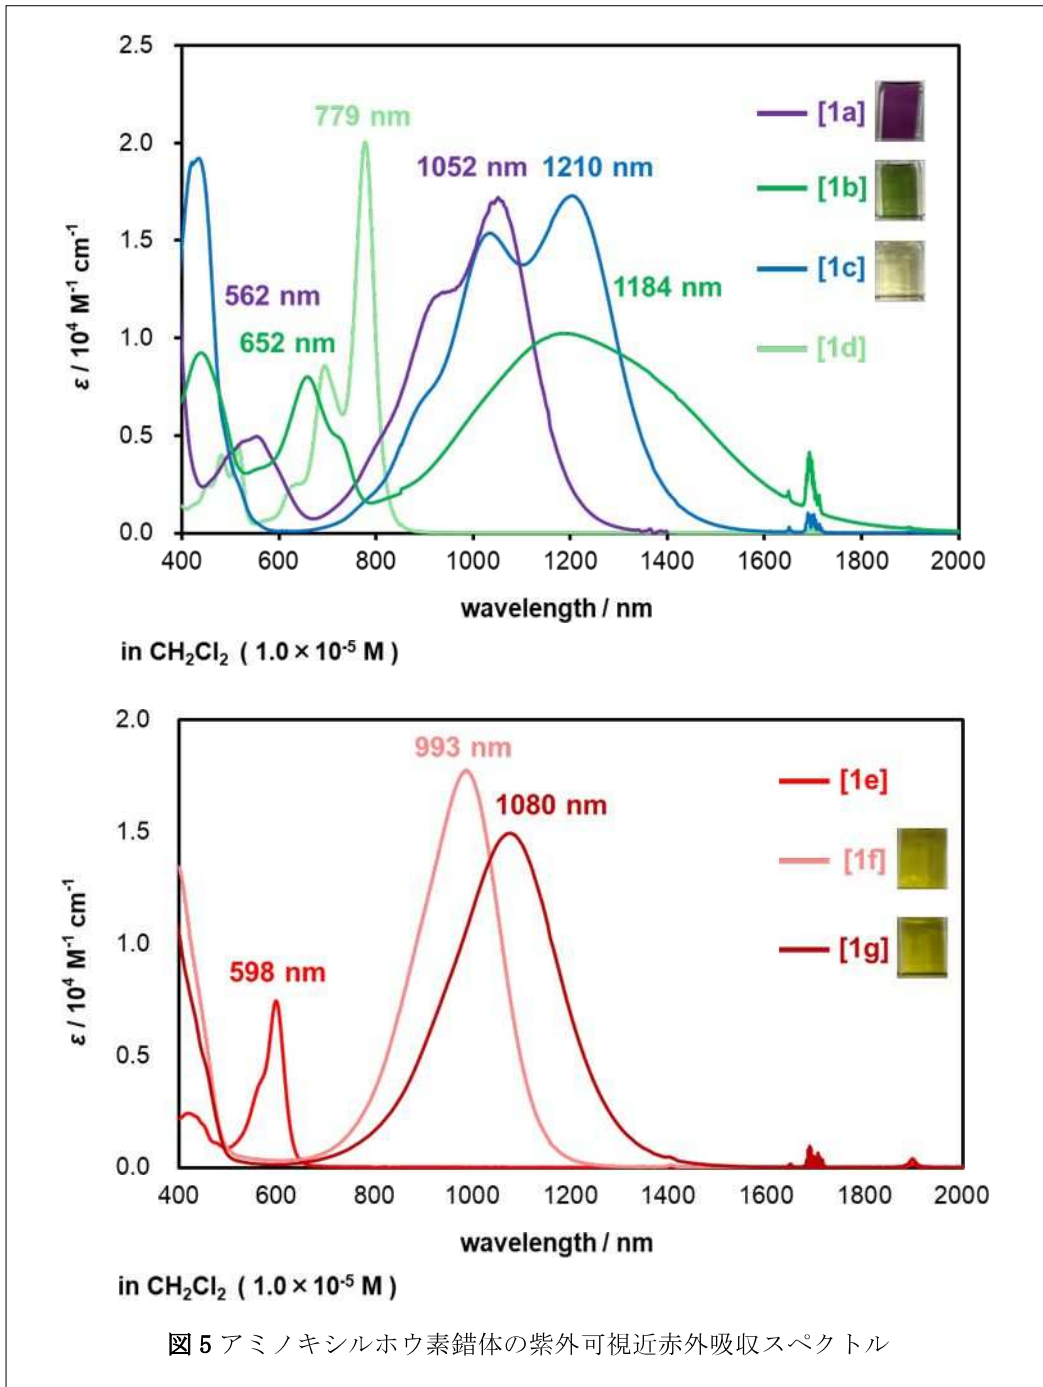 2.5
2.0
1.5
1.0
0.5
0.0
ε / 10⁴ M⁻¹ cm⁻¹
779 nm
1052 nm
1210 nm
562 nm
652 nm
1184 nm
[1a]
[1b]
[1c]
[1d]
400 600 800 1000 1200 1400 1600 1800 2000
wavelength / nm
in CH₂Cl₂ ( 1.0 × 10⁻⁵ M )
2.0
1.5
1.0
0.5
0.0
ε / 10⁴ M⁻¹ cm⁻¹
993 nm
1080 nm
598 nm
[1e]
[1f]
[1g]
400 600 800 1000 1200 1400 1600 1800 2000
wavelength / nm
in CH₂Cl₂ ( 1.0 × 10⁻⁵ M )
図 5 アミノキシルホウ素錯体の紫外可視近赤外吸収スペクトル